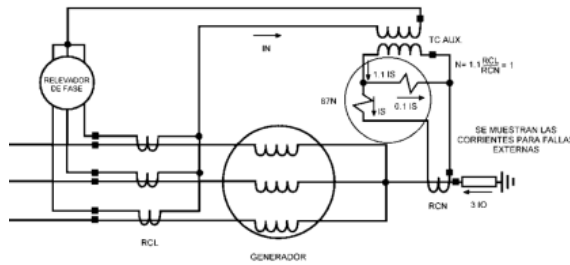 TC AUX.
IN
N= 1.1 RCL/RCN = 1
RELEVADOR
DE FASE
1.1 IS
67N
IS
0.1 IS
SE MUESTRAN LAS
CORRIENTES PARA FALLAS
EXTERNAS
RCL
RCN
3 IO
GENERADOR